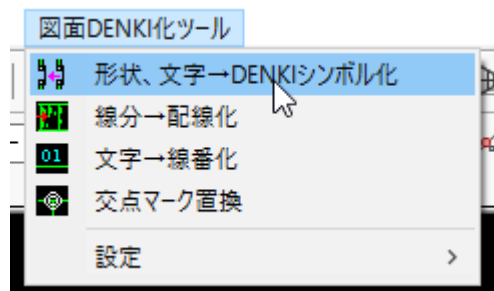 図面DENKI化ツール
形状、文字→DENKIシンボル化
線分→配線化
01 文字→線番化
交点マーク置換
設定 >